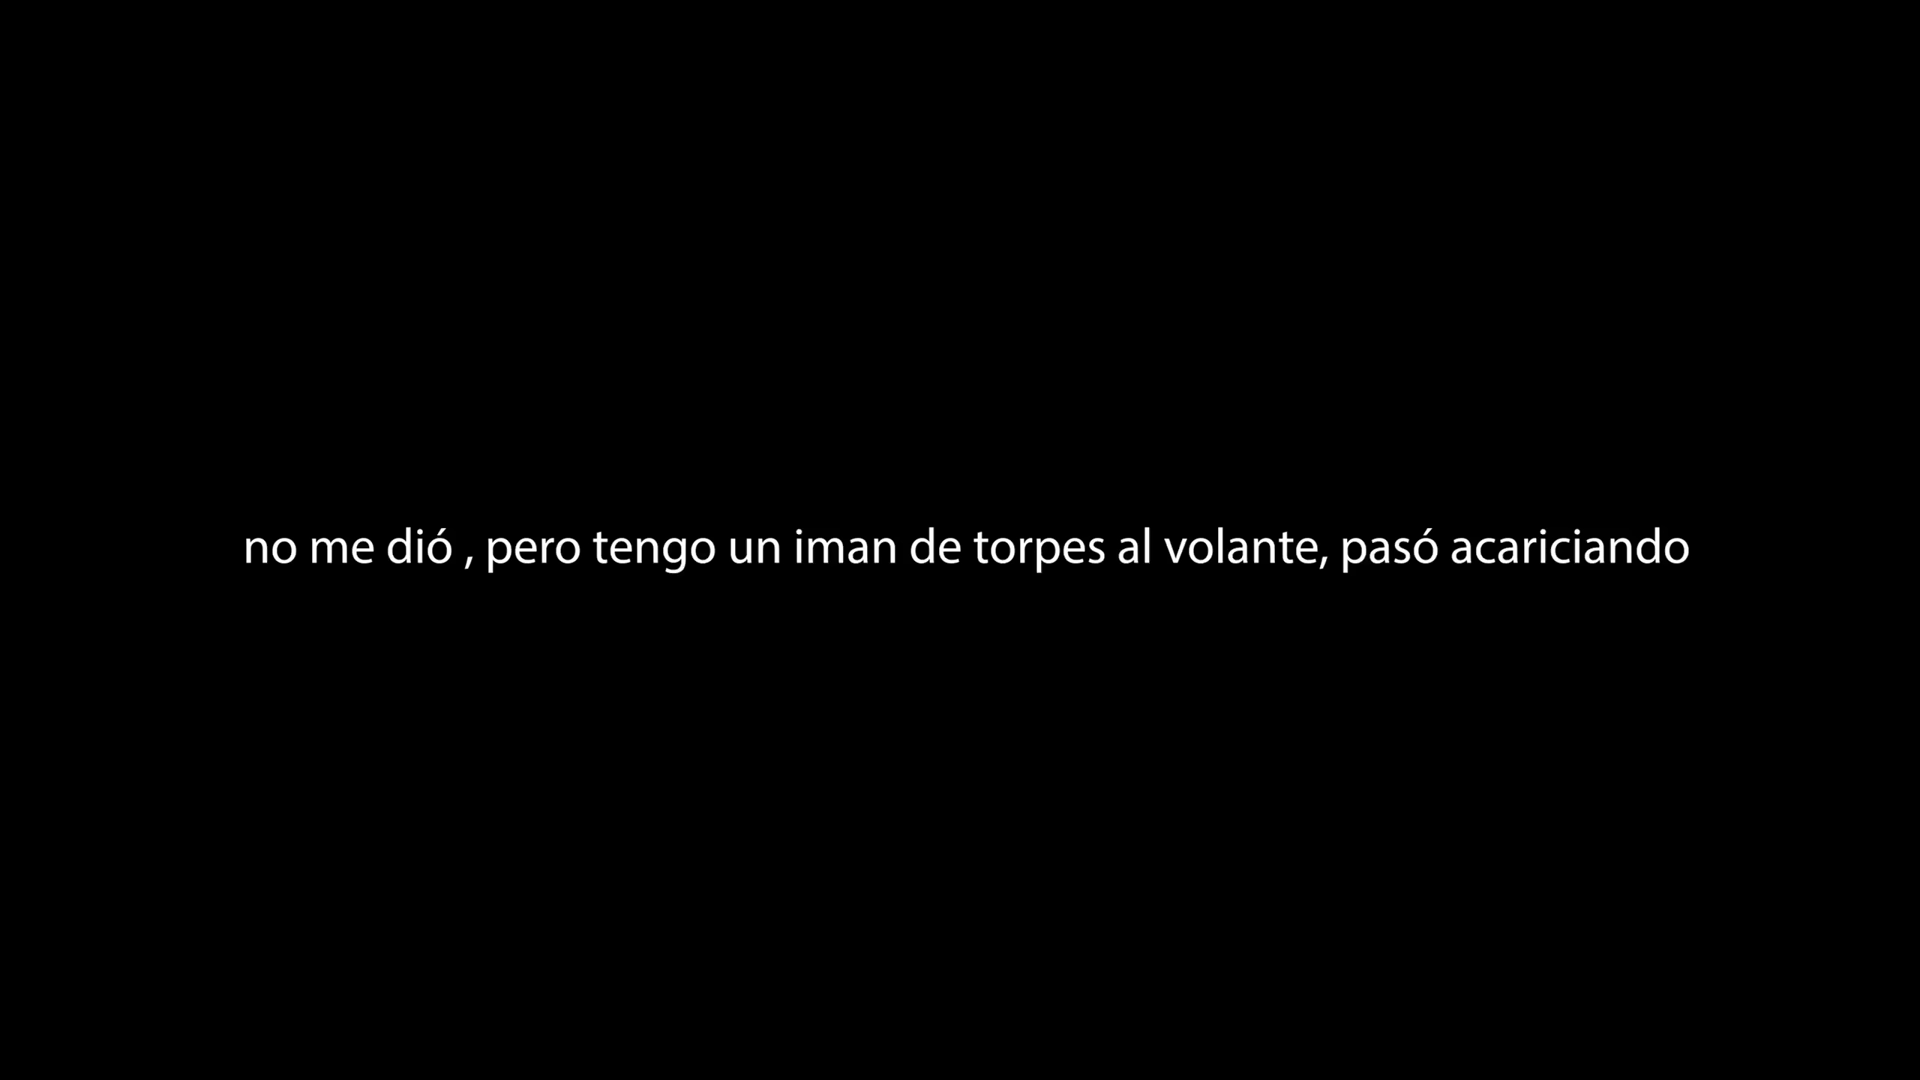 no me dió , pero tengo un iman de torpes al volante, pasó acariciando